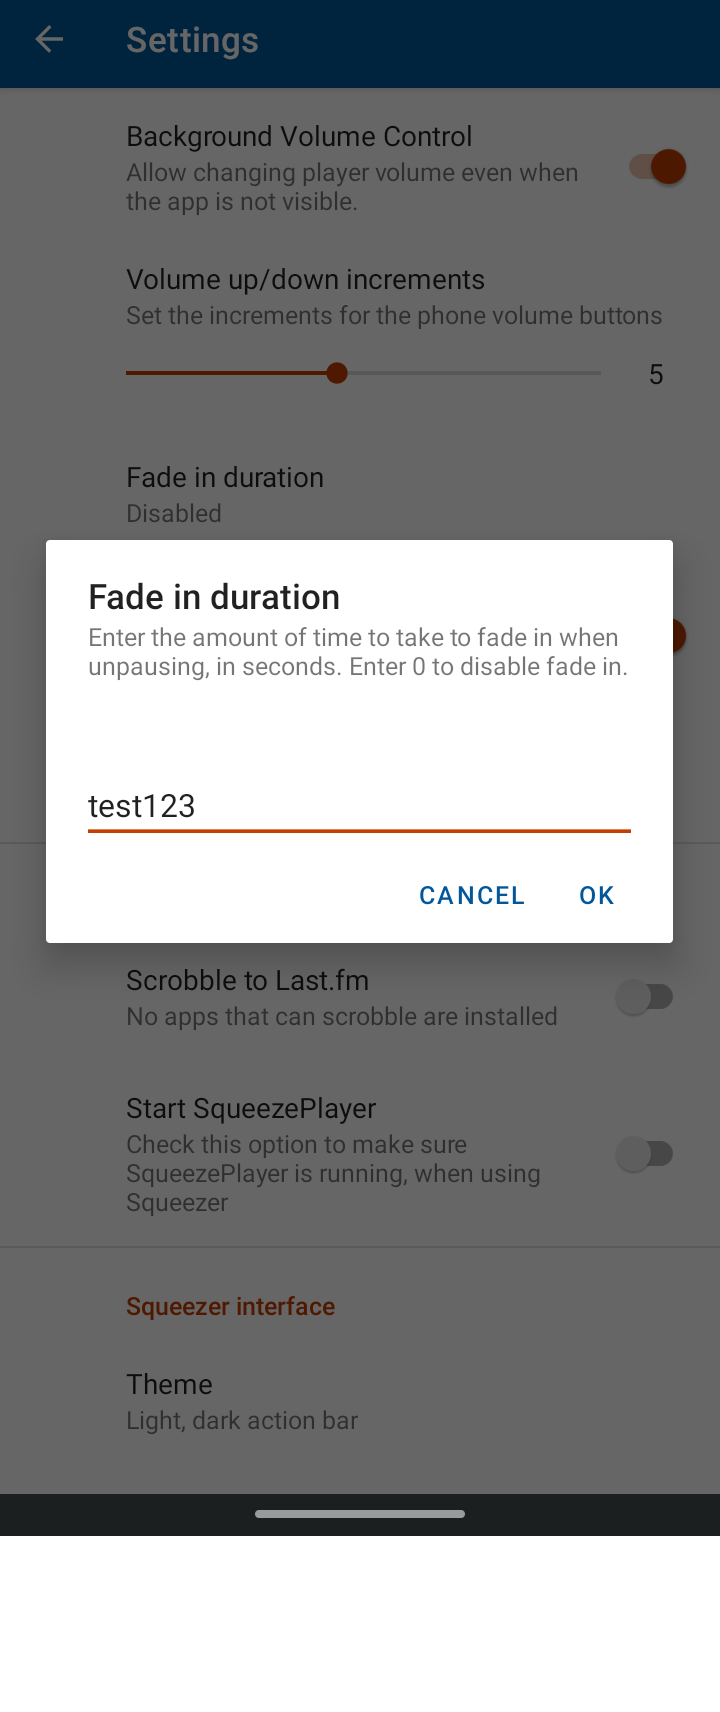 Settings
Background Volume Control
Allow changing player volume even when
the app is not visible.
Volume up/down increments
Set the increments for the phone volume buttons
5
Fade in duration
Disabled
Fade in duration
Enter the amount of time to take to fade in when
unpausing, in seconds. Enter 0 to disable fade in.
test123
CANCEL OK
Scrobble to Last.fm
No apps that can scrobble are installed
Start SqueezePlayer
Check this option to make sure
SqueezePlayer is running, when using
Squeezer
Squeezer interface
Theme
Light, dark action bar